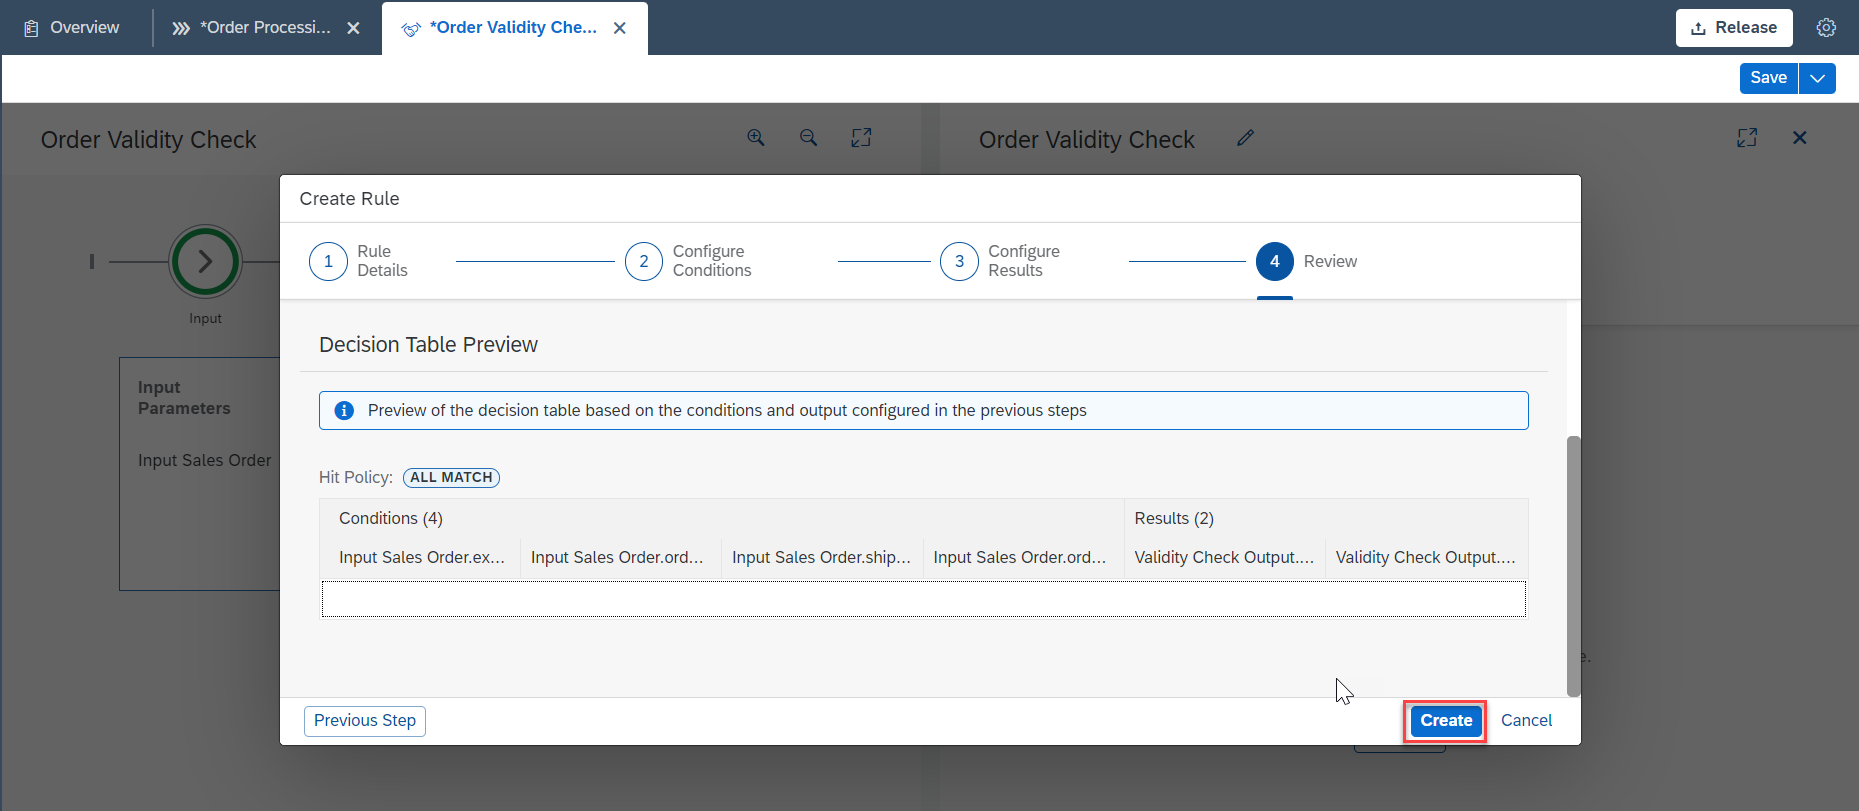 Overview
*Order Processi...
*Order Validity Che...
Release
Save
Order Validity Check
Order Validity Check
Create Rule
1 Rule Details
2 Configure Conditions
3 Configure Results
4 Review
Input
Input
Parameters
Input Sales Order
Decision Table Preview
Preview of the decision table based on the conditions and output configured in the previous steps
Hit Policy: ALL MATCH
Conditions (4) Results (2)
Input Sales Order.ex... Input Sales Order.ord... Input Sales Order.ship... Input Sales Order.ord... Validity Check Output.... Validity Check Output....
e.
Previous Step
Create
Cancel